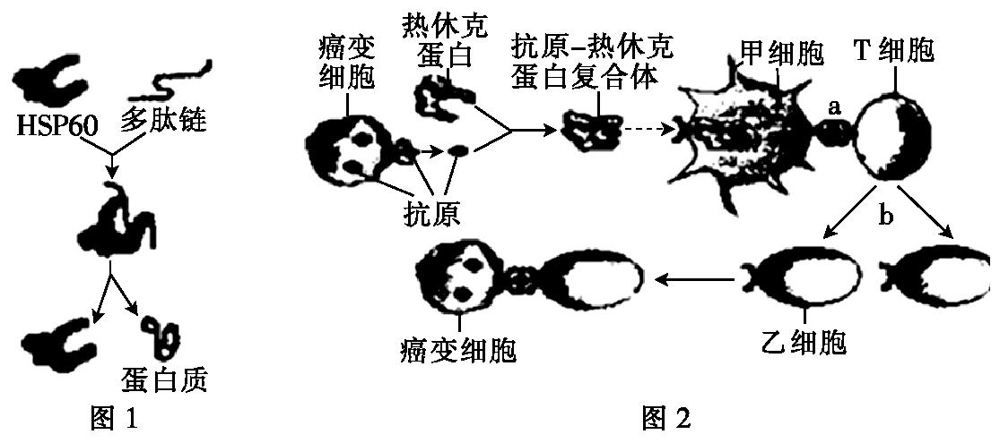 HSP60
多肽链
蛋白质
图 1
癌变
细胞
热休克
蛋白
抗原-热休克
蛋白复合体
甲细胞
T 细胞
a
抗原
b
癌变细胞
乙细胞
图 2